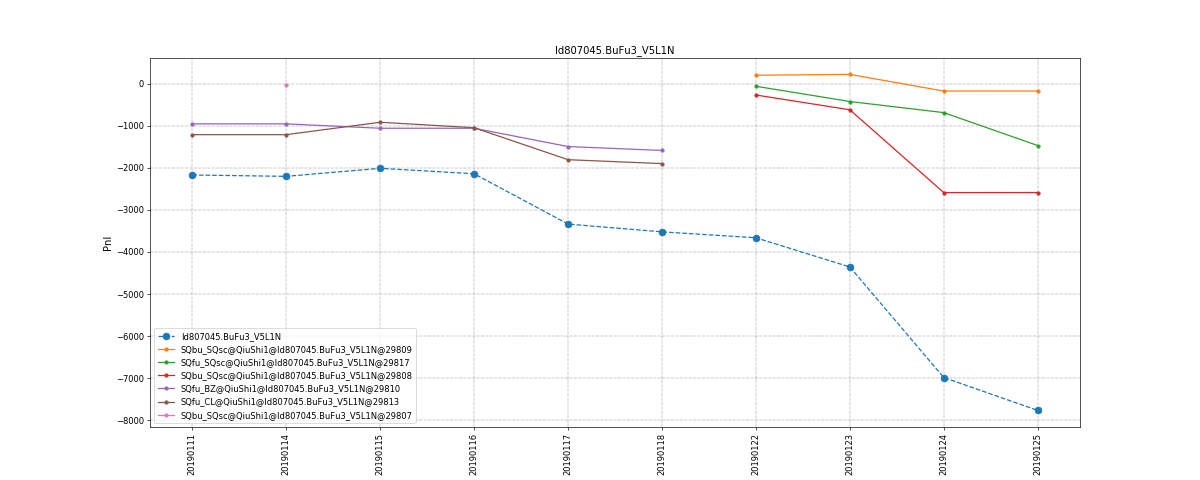 Id807045.BuFu3_V5L1N
Pnl
0
−1000
−2000
−3000
−4000
−5000
−6000
−7000
−8000
Id807045.BuFu3_V5L1N
SQbu_SQsc@QiuShi1@Id807045.BuFu3_V5L1N@29809
SQfu_SQsc@QiuShi1@Id807045.BuFu3_V5L1N@29817
SQbu_SQsc@QiuShi1@Id807045.BuFu3_V5L1N@29808
SQfu_BZ@QiuShi1@Id807045.BuFu3_V5L1N@29810
SQfu_CL@QiuShi1@Id807045.BuFu3_V5L1N@29813
SQbu_SQsc@QiuShi1@Id807045.BuFu3_V5L1N@29807
20190111
20190114
20190115
20190116
20190117
20190118
20190122
20190123
20190124
20190125